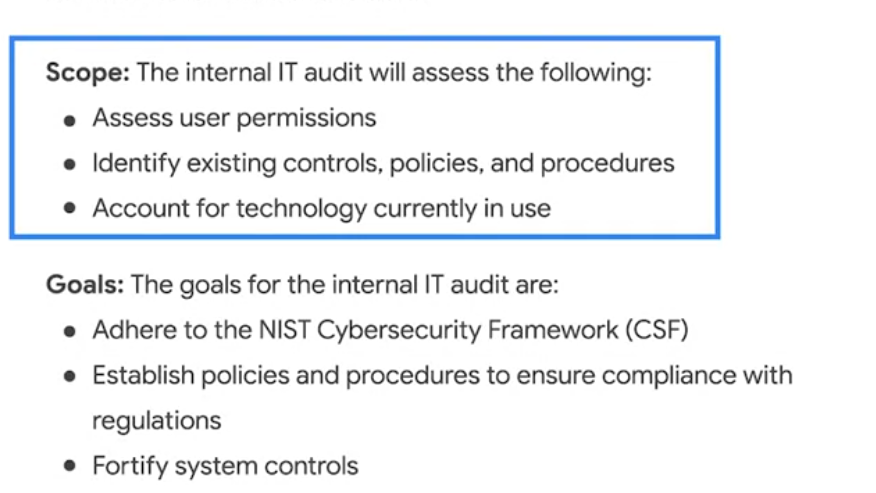 Scope: The internal IT audit will assess the following:
● Assess user permissions
● Identify existing controls, policies, and procedures
● Account for technology currently in use
Goals: The goals for the internal IT audit are:
● Adhere to the NIST Cybersecurity Framework (CSF)
● Establish policies and procedures to ensure compliance with
regulations
● Fortify system controls